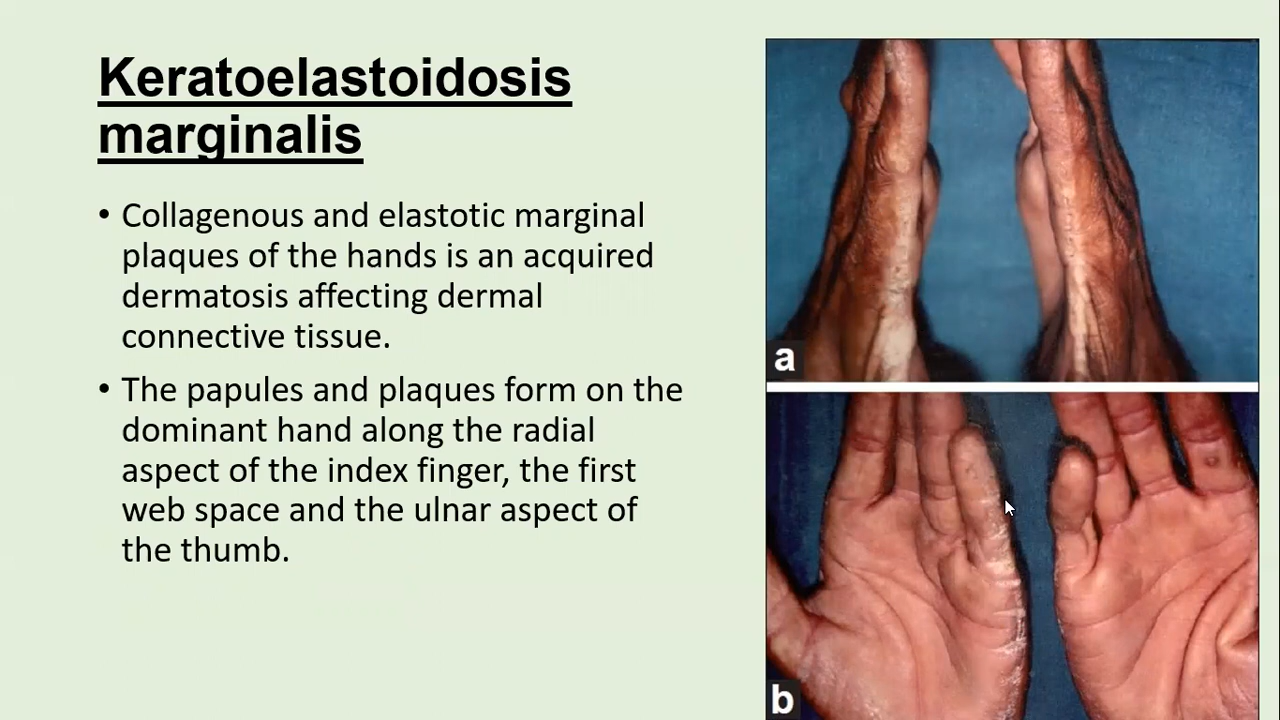 Keratoelastoidosis
marginalis
• Collagenous and elastotic marginal
plaques of the hands is an acquired
dermatosis affecting dermal
connective tissue.
• The papules and plaques form on the
dominant hand along the radial
aspect of the index finger, the first
web space and the ulnar aspect of
the thumb.
a
b